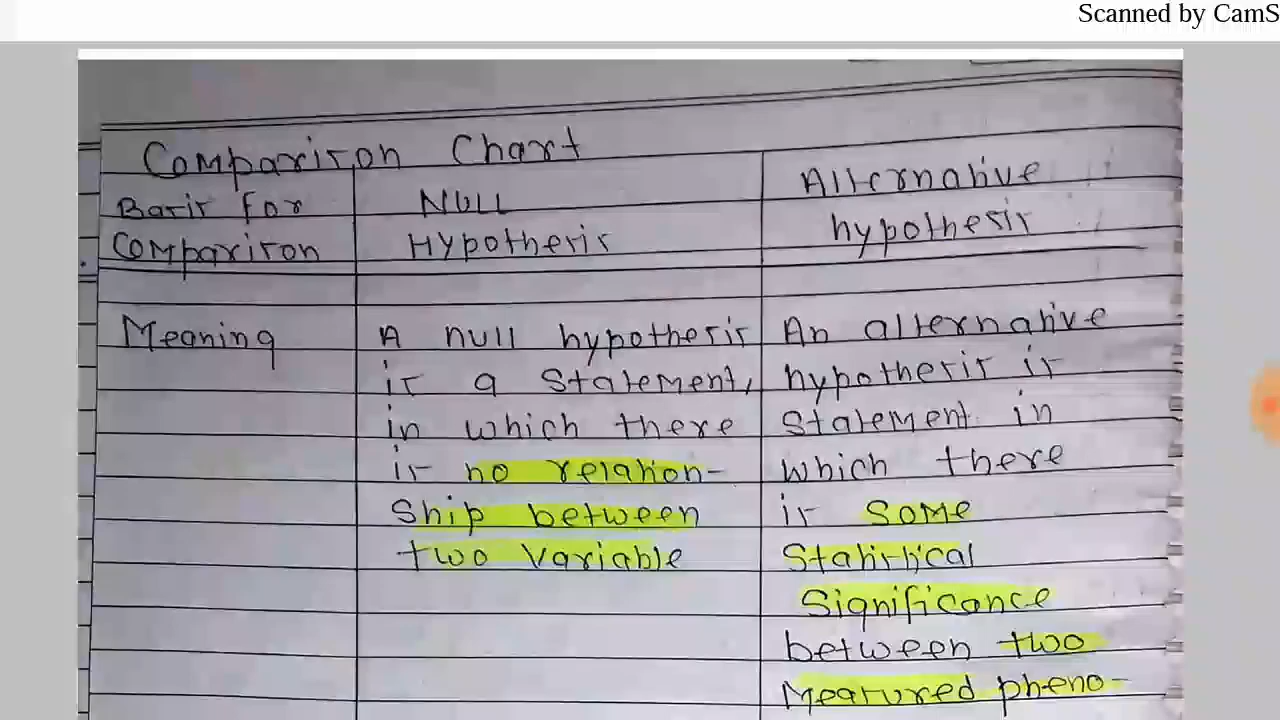 Scanned by CamS
Comparison Chart
Basis For
Comparison
NULL
Hypothesis
Alternative
hypothesis
Meaning
A null hypothesis
is a Statement,
in which there
is no relation-
Ship between
two Variable
An alternative
hypothesis is
Statement in
which there
is some
Statistical
Significance
between two
Measured pheno-